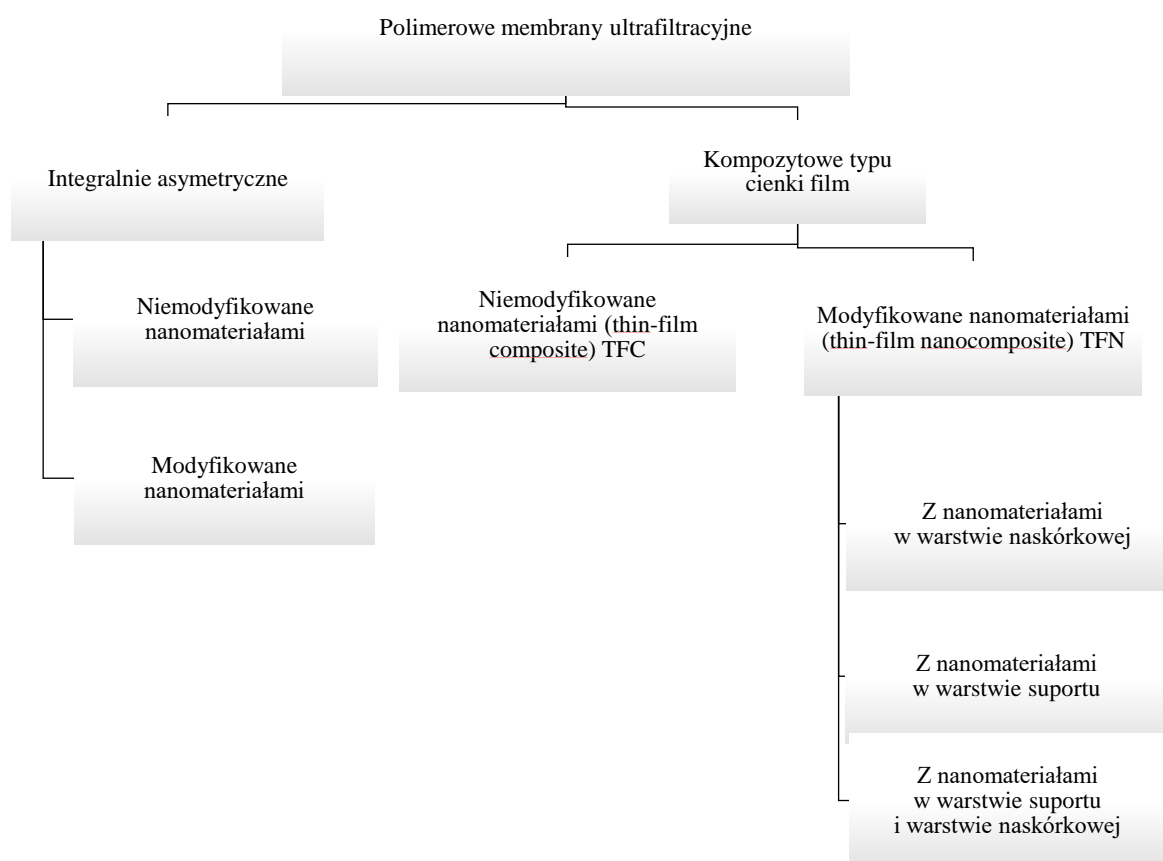 Polimerowe membrany ultrafiltracyjne
Integralnie asymetryczne
Kompozytowe typu
cienki film
Niemodyfikowane
nanomateriałami
Niemodyfikowane
nanomateriałami (thin-film
composite) TFC
Modyfikowane nanomateriałami
(thin-film nanocomposite) TFN
Modyfikowane
nanomateriałami
Z nanomateriałami
w warstwie naskórkowej
Z nanomateriałami
w warstwie suportu
Z nanomateriałami
w warstwie suportu
i warstwie naskórkowej